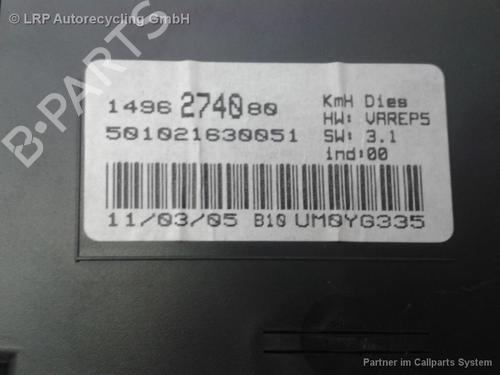 © LRP Autorecycling GmbH
B-PARTS
1496 2740 80
501021630051
KmH Dies
HW: VAREP5
SW: 3.1
ind:00
11/03/05 B10 UM0YG335
Partner im Callparts System